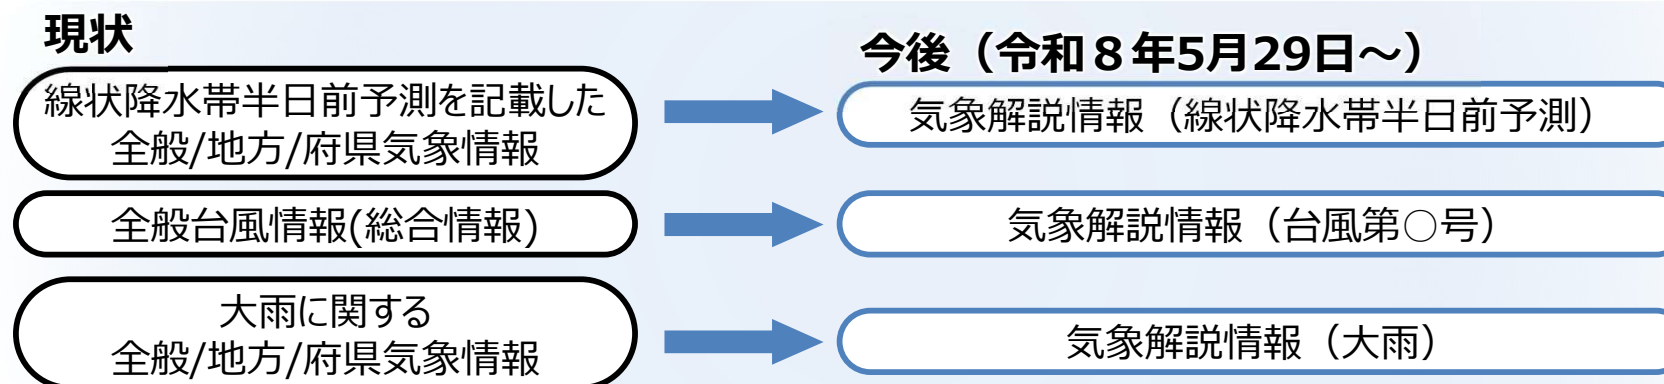 現状
今後（令和８年5月29日～）
線状降水帯半日前予測を記載した
全般/地方/府県気象情報
気象解説情報（線状降水帯半日前予測）
全般台風情報(総合情報)
気象解説情報（台風第○号）
大雨に関する
全般/地方/府県気象情報
気象解説情報（大雨）